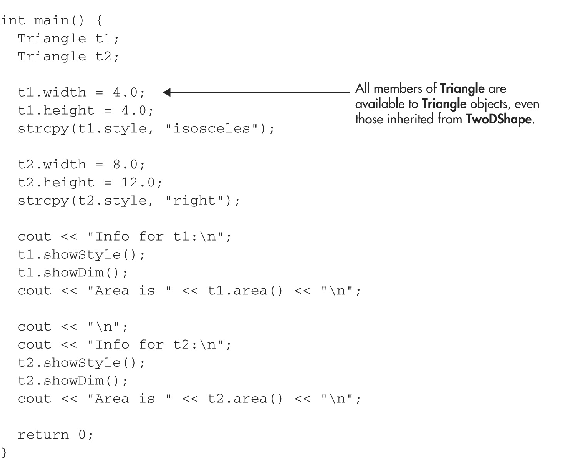 int main() {
  Triangle t1;
  Triangle t2;

  t1.width = 4.0;
  t1.height = 4.0;
  strcpy(t1.style, "isosceles");

  t2.width = 8.0;
  t2.height = 12.0;
  strcpy(t2.style, "right");

  cout << "Info for t1:\n";
  t1.showStyle();
  t1.showDim();
  cout << "Area is " << t1.area() << "\n";

  cout << "\n";
  cout << "Info for t2:\n";
  t2.showStyle();
  t2.showDim();
  cout << "Area is " << t2.area() << "\n";

  return 0;
}
All members of Triangle are
available to Triangle objects, even
those inherited from TwoDShape.